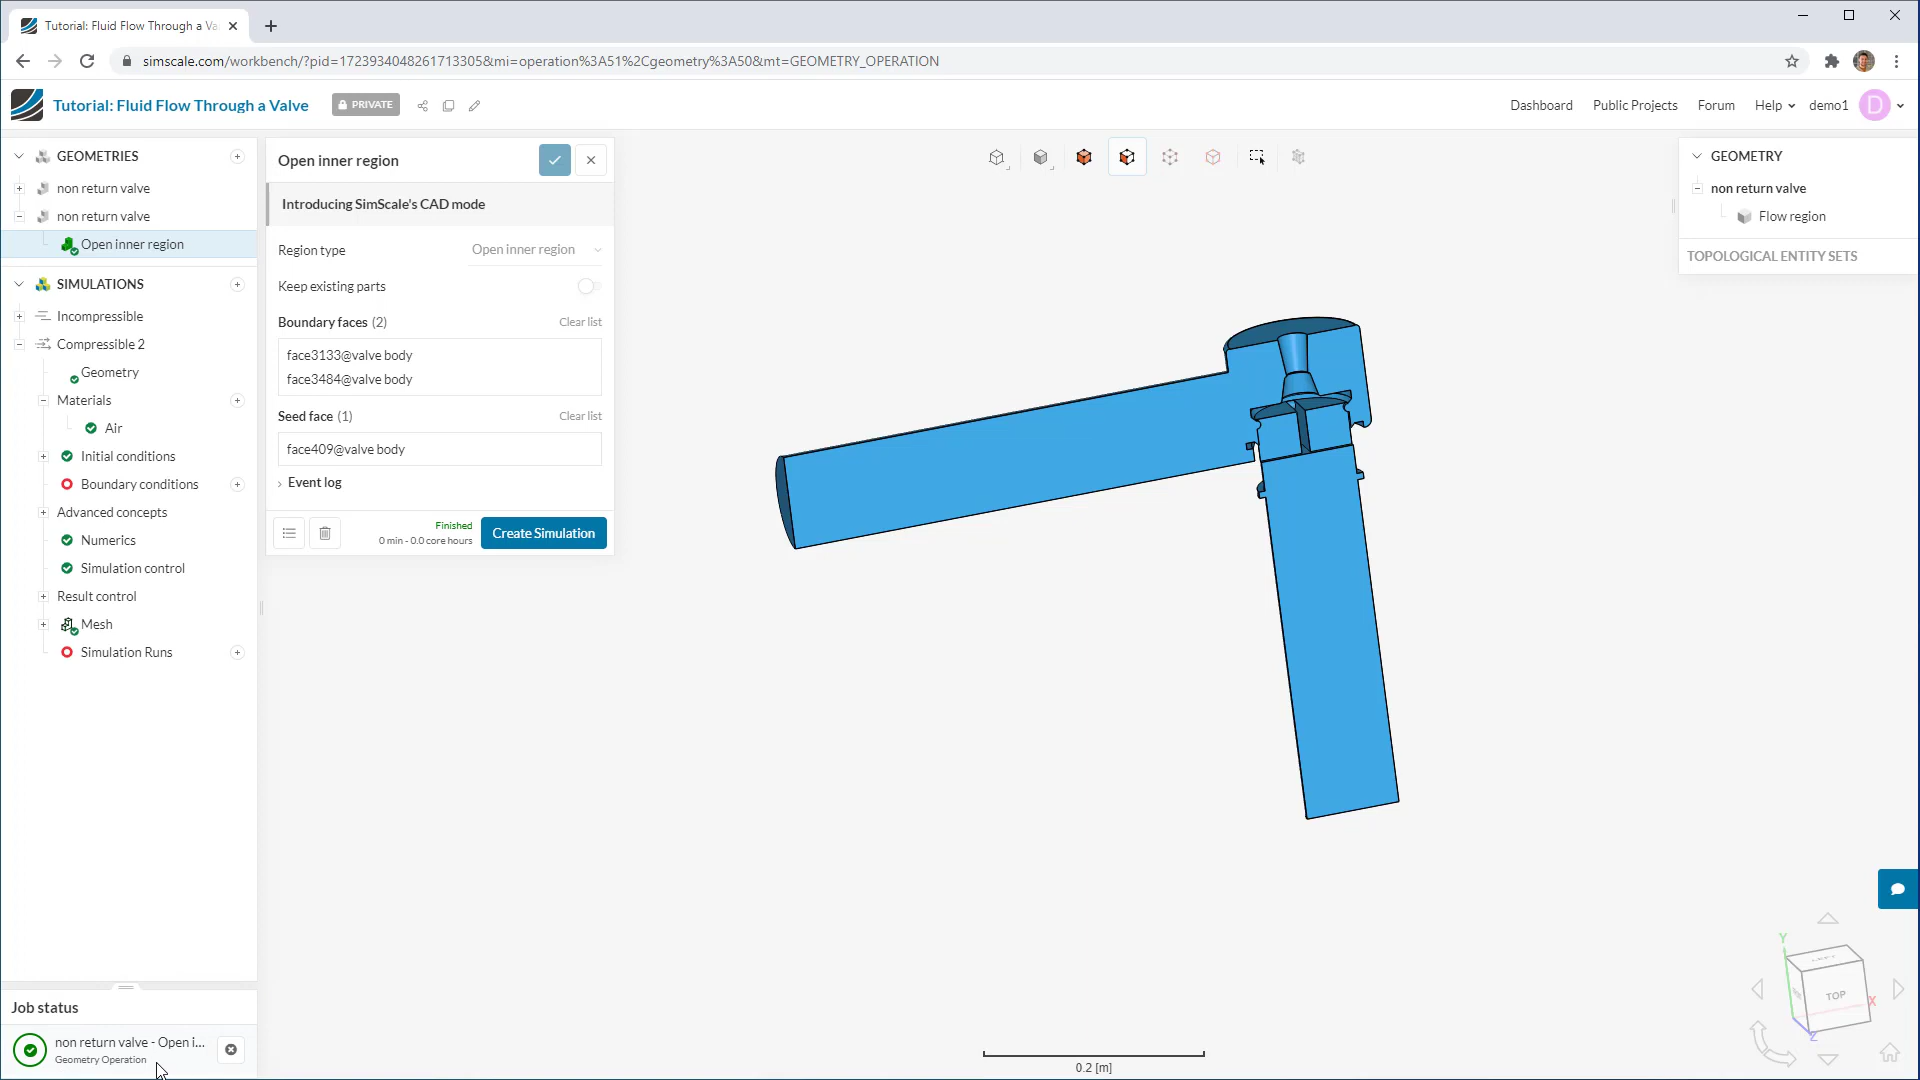 Tutorial: Fluid Flow Through a Va
simscale.com/workbench/?pid=1723934048261713305&mi=operation%3A51%2Cgeometry%3A50&mt=GEOMETRY_OPERATION
Tutorial: Fluid Flow Through a Valve
PRIVATE
Dashboard
Public Projects
Forum
Help
demo1
D
GEOMETRIES
non return valve
non return valve
Open inner region
SIMULATIONS
Incompressible
Compressible 2
Geometry
Materials
Air
Initial conditions
Boundary conditions
Advanced concepts
Numerics
Simulation control
Result control
Mesh
Simulation Runs
Job status
non return valve - Open i...
Geometry Operation
Open inner region
Introducing SimScale's CAD mode
Region type
Open inner region
Keep existing parts
Boundary faces (2)
Clear list
face3133@valve body
face3484@valve body
Seed face (1)
Clear list
face409@valve body
Event log
Finished
0 min - 0.0 core hours
Create Simulation
GEOMETRY
non return valve
Flow region
TOPOLOGICAL ENTITY SETS
0.2 [m]
Y
LEFT
TOP
X
Z